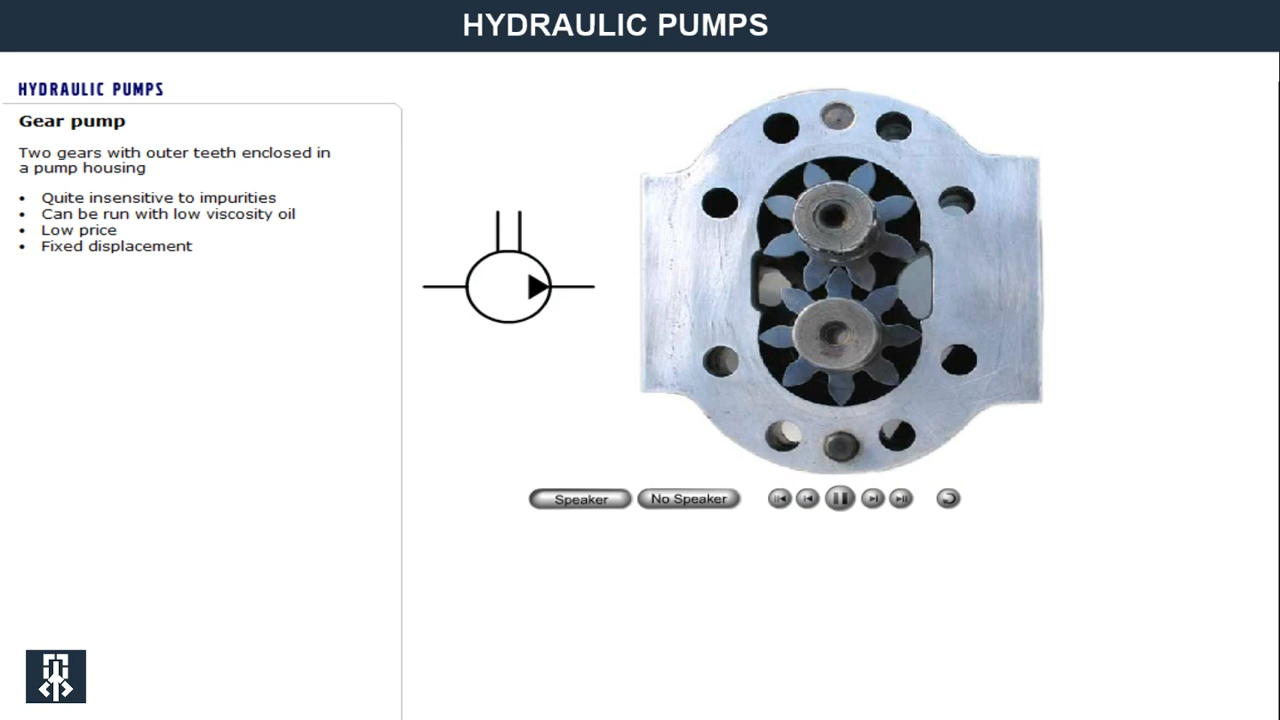 HYDRAULIC PUMPS
HYDRAULIC PUMPS
Gear pump
Two gears with outer teeth enclosed in
a pump housing
• Quite insensitive to impurities
• Can be run with low viscosity oil
• Low price
• Fixed displacement
Speaker
No Speaker